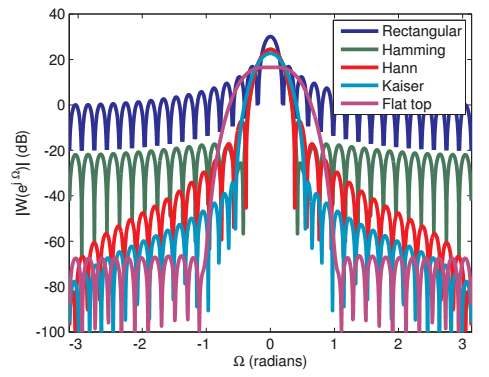 40
20
0
-20
-40
-60
-80
-100
|W(e^{jΩ})| (dB)
Rectangular
Hamming
Hann
Kaiser
Flat top
-3
-2
-1
0
1
2
3
Ω (radians)